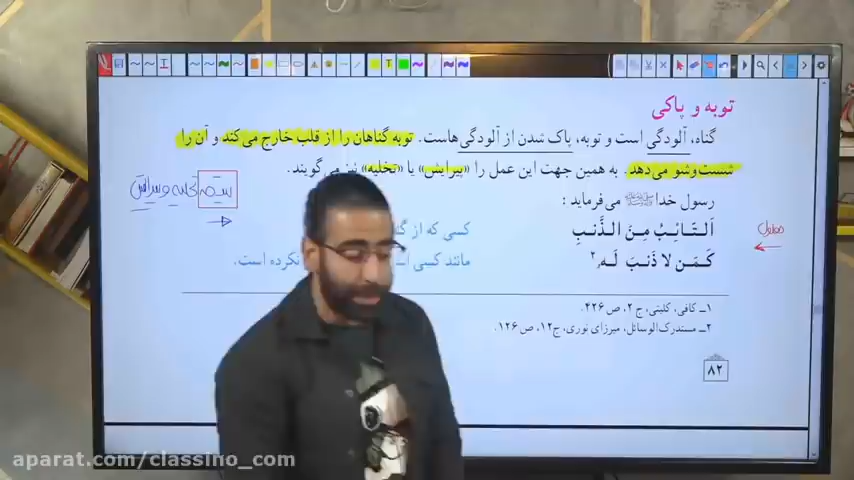 توبه و پاکی
گناه، آلودگی است و توبه، پاک شدن از آلودگی‌هاست. توبه گناهان را از قلب خارج می‌کند و آن را
شست‌وشو می‌دهد. به همین جهت این عمل را «پیرایش» یا «تخلیه» نیز می‌گویند.
رسول خدا می‌فرماید :
اَلتّائِبُ مِنَ الذَّنبِ
کسی که از
کَمَن لا ذَنبَ لَه ۲
مانند کسی نکرده است.
معلول
۱ـ کافی، کلینی، ج ۲، ص ۴۲۶.
۲ـ مستدرک‌الوسائل، میرزای نوری، ج۱۲، ص ۱۲۶.
۸۲
aparat.com/classino_com